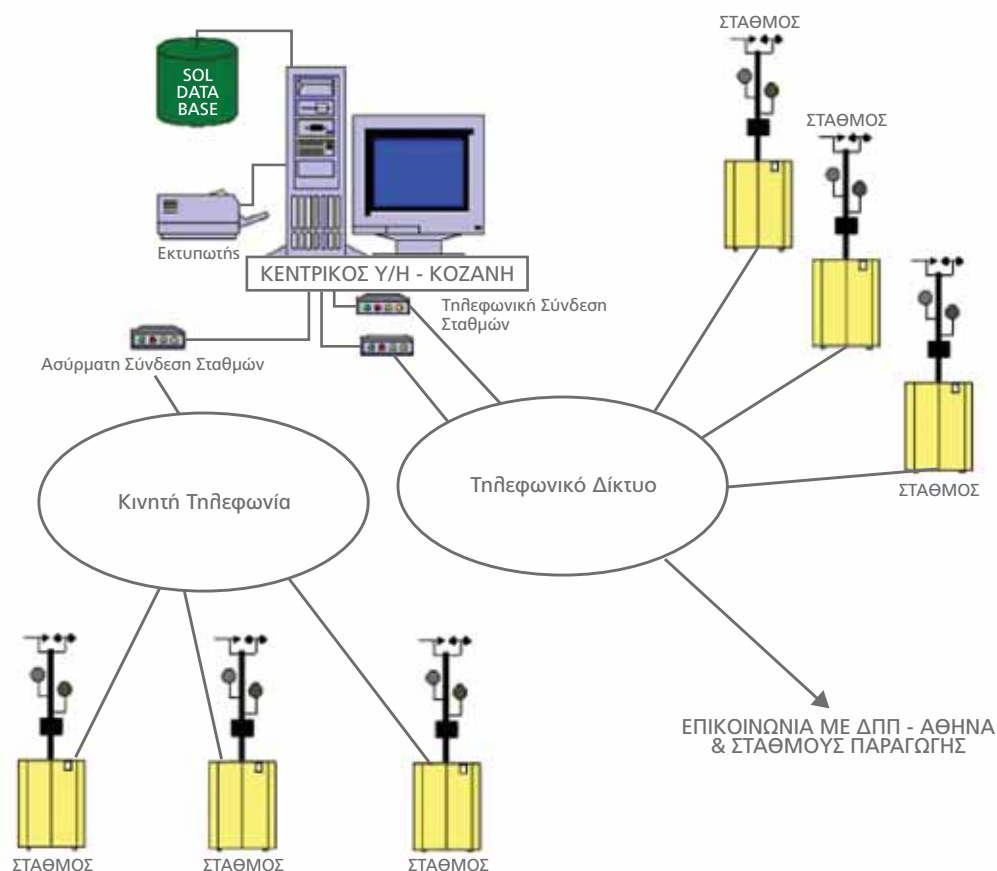 ΣΤΑΘΜΟΣ
SOL
DATA
BASE
ΣΤΑΘΜΟΣ
Εκτυπωτής
ΚΕΝΤΡΙΚΟΣ Υ/Η - ΚΟΖΑΝΗ
Τηλεφωνική Σύνδεση
Σταθμών
Ασύρματη Σύνδεση Σταθμών
Κινητή Τηλεφωνία
Τηλεφωνικό Δίκτυο
ΣΤΑΘΜΟΣ
ΕΠΙΚΟΙΝΩΝΙΑ ΜΕ ΔΠΠ - ΑΘΗΝΑ
& ΣΤΑΘΜΟΥΣ ΠΑΡΑΓΩΓΗΣ
ΣΤΑΘΜΟΣ
ΣΤΑΘΜΟΣ
ΣΤΑΘΜΟΣ